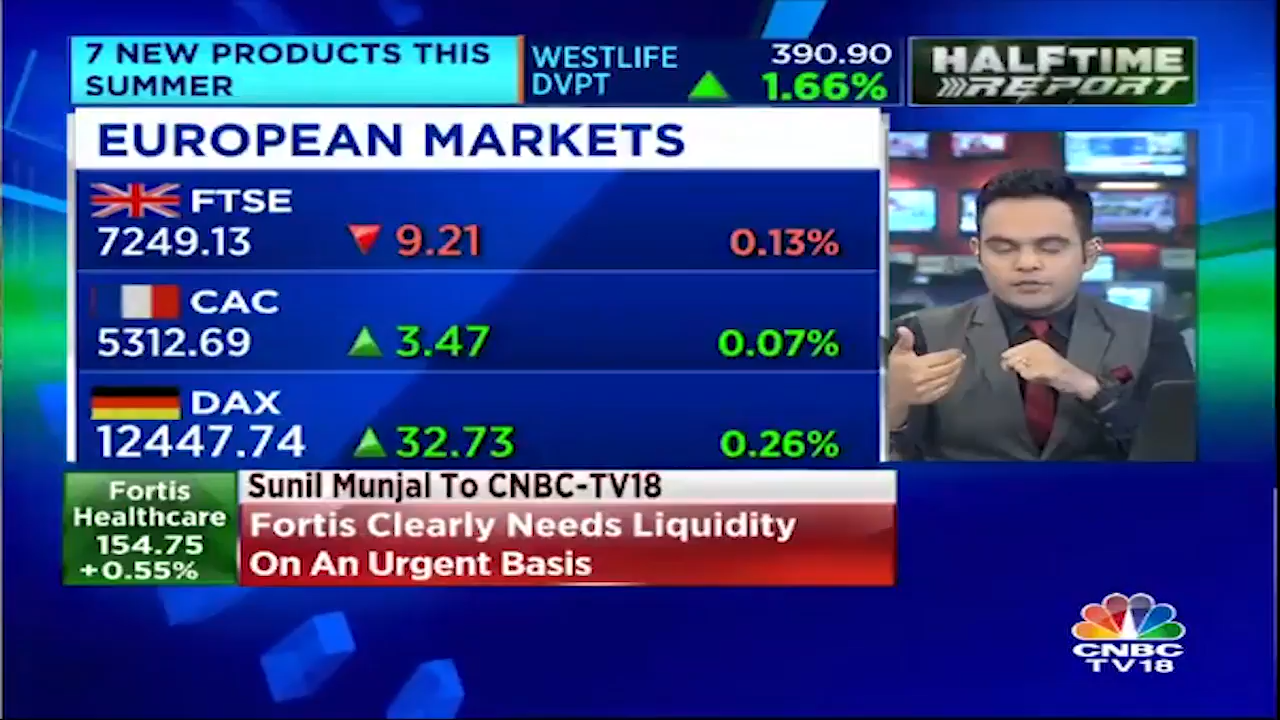 7 NEW PRODUCTS THIS
SUMMER
WESTLIFE
DVPT
390.90
1.66%
HALFTIME
REPORT
EUROPEAN MARKETS
FTSE
7249.13 9.21 0.13%
CAC
5312.69 3.47 0.07%
DAX
12447.74 32.73 0.26%
Fortis
Healthcare
154.75
+0.55%
Sunil Munjal To CNBC-TV18
Fortis Clearly Needs Liquidity
On An Urgent Basis
CNBC
TV18